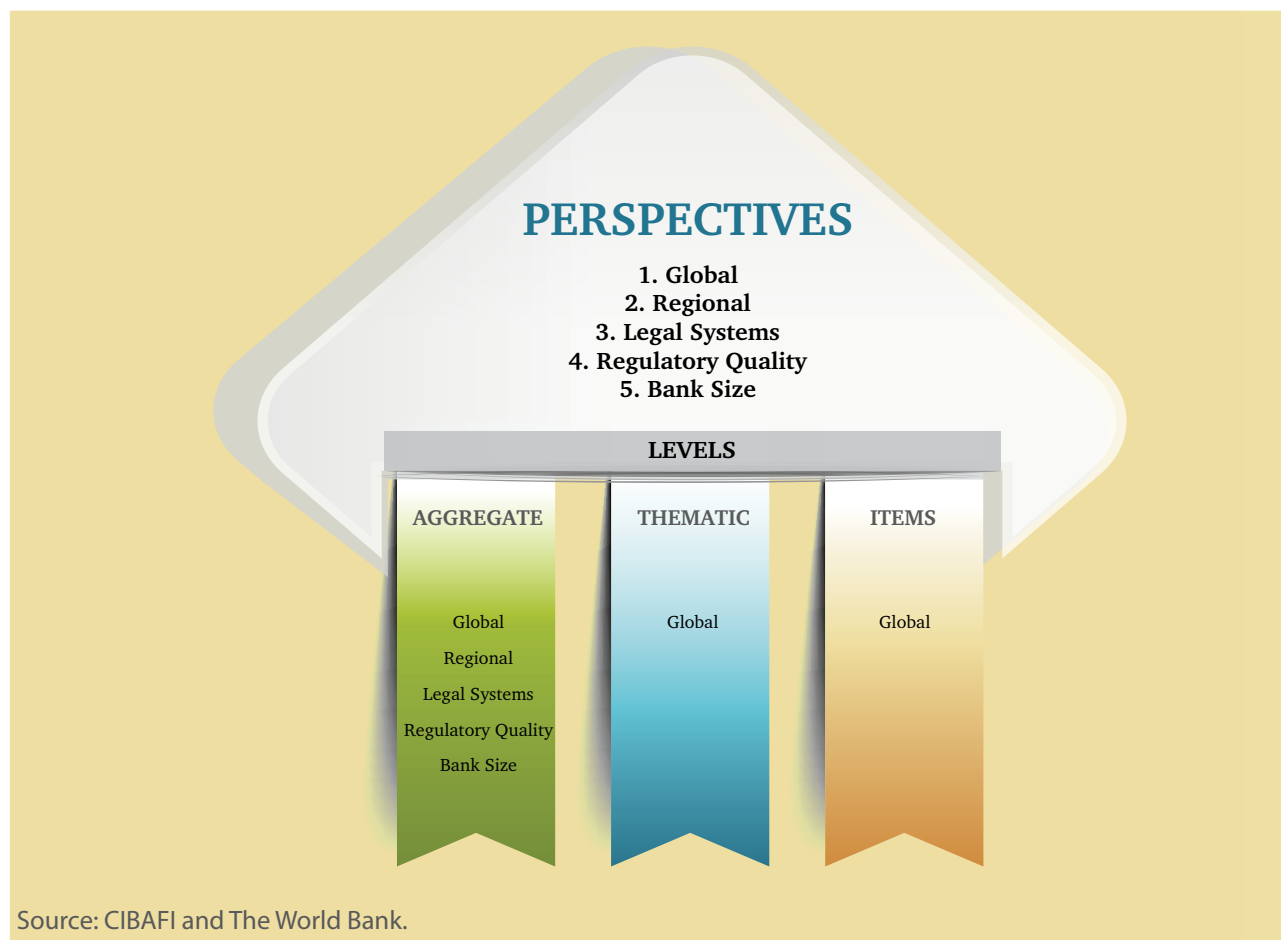 PERSPECTIVES
1. Global
2. Regional
3. Legal Systems
4. Regulatory Quality
5. Bank Size
LEVELS
AGGREGATE
Global
Regional
Legal Systems
Regulatory Quality
Bank Size
THEMATIC
Global
ITEMS
Global
Source: CIBAFI and The World Bank.